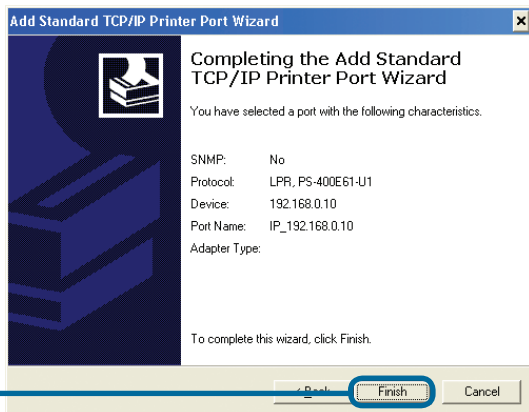 Add Standard TCP/IP Printer Port Wizard
Completing the Add Standard
TCP/IP Printer Port Wizard
You have selected a port with the following characteristics.
SNMP: No
Protocol: LPR, PS-400E61-U1
Device: 192.168.0.10
Port Name: IP_192.168.0.10
Adapter Type:
To complete this wizard, click Finish.
< Back Finish Cancel